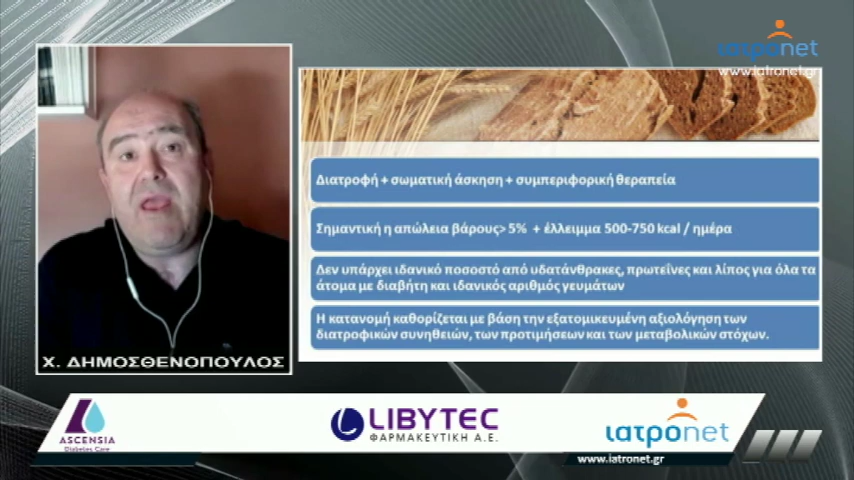 ιατροnet
www.iatronet.gr
Διατροφή + σωματική άσκηση + συμπεριφορική θεραπεία
Σημαντική η απώλεια βάρους> 5% + έλλειμμα 500-750 kcal / ημέρα
Δεν υπάρχει ιδανικό ποσοστό από υδατάνθρακες, πρωτεΐνες και λίπος για όλα τα
άτομα με διαβήτη και ιδανικός αριθμός γευμάτων
Η κατανομή καθορίζεται με βάση την εξατομικευμένη αξιολόγηση των
διατροφικών συνηθειών, των προτιμήσεων και των μεταβολικών στόχων.
Χ. ΔΗΜΟΣΘΕΝΟΠΟΥΛΟΣ
ASCENSIA
Diabetes Care
LIBYTEC
ΦΑΡΜΑΚΕΥΤΙΚΗ Α.Ε.
ιατροnet
www.iatronet.gr